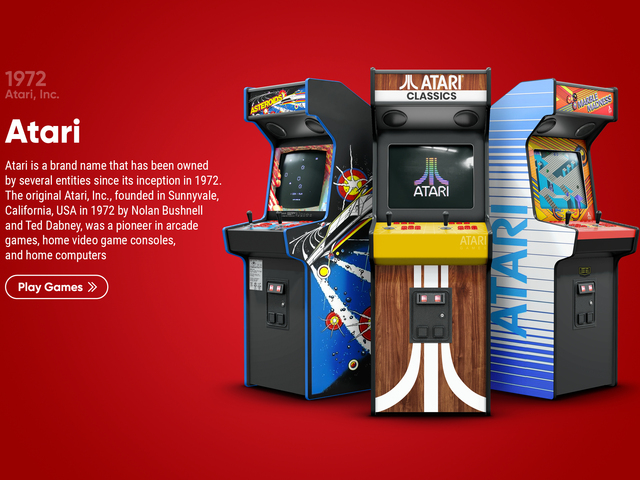 1972
Atari, Inc.
Atari
Atari is a brand name that has been owned
by several entities since its inception in 1972.
The original Atari, Inc., founded in Sunnyvale,
California, USA in 1972 by Nolan Bushnell
and Ted Dabney, was a pioneer in arcade
games, home video game consoles,
and home computers
Play Games
ASTEROIDS
ATARI
CLASSICS
ATARI
ATARI
ATARI
MARBLE
MADNESS